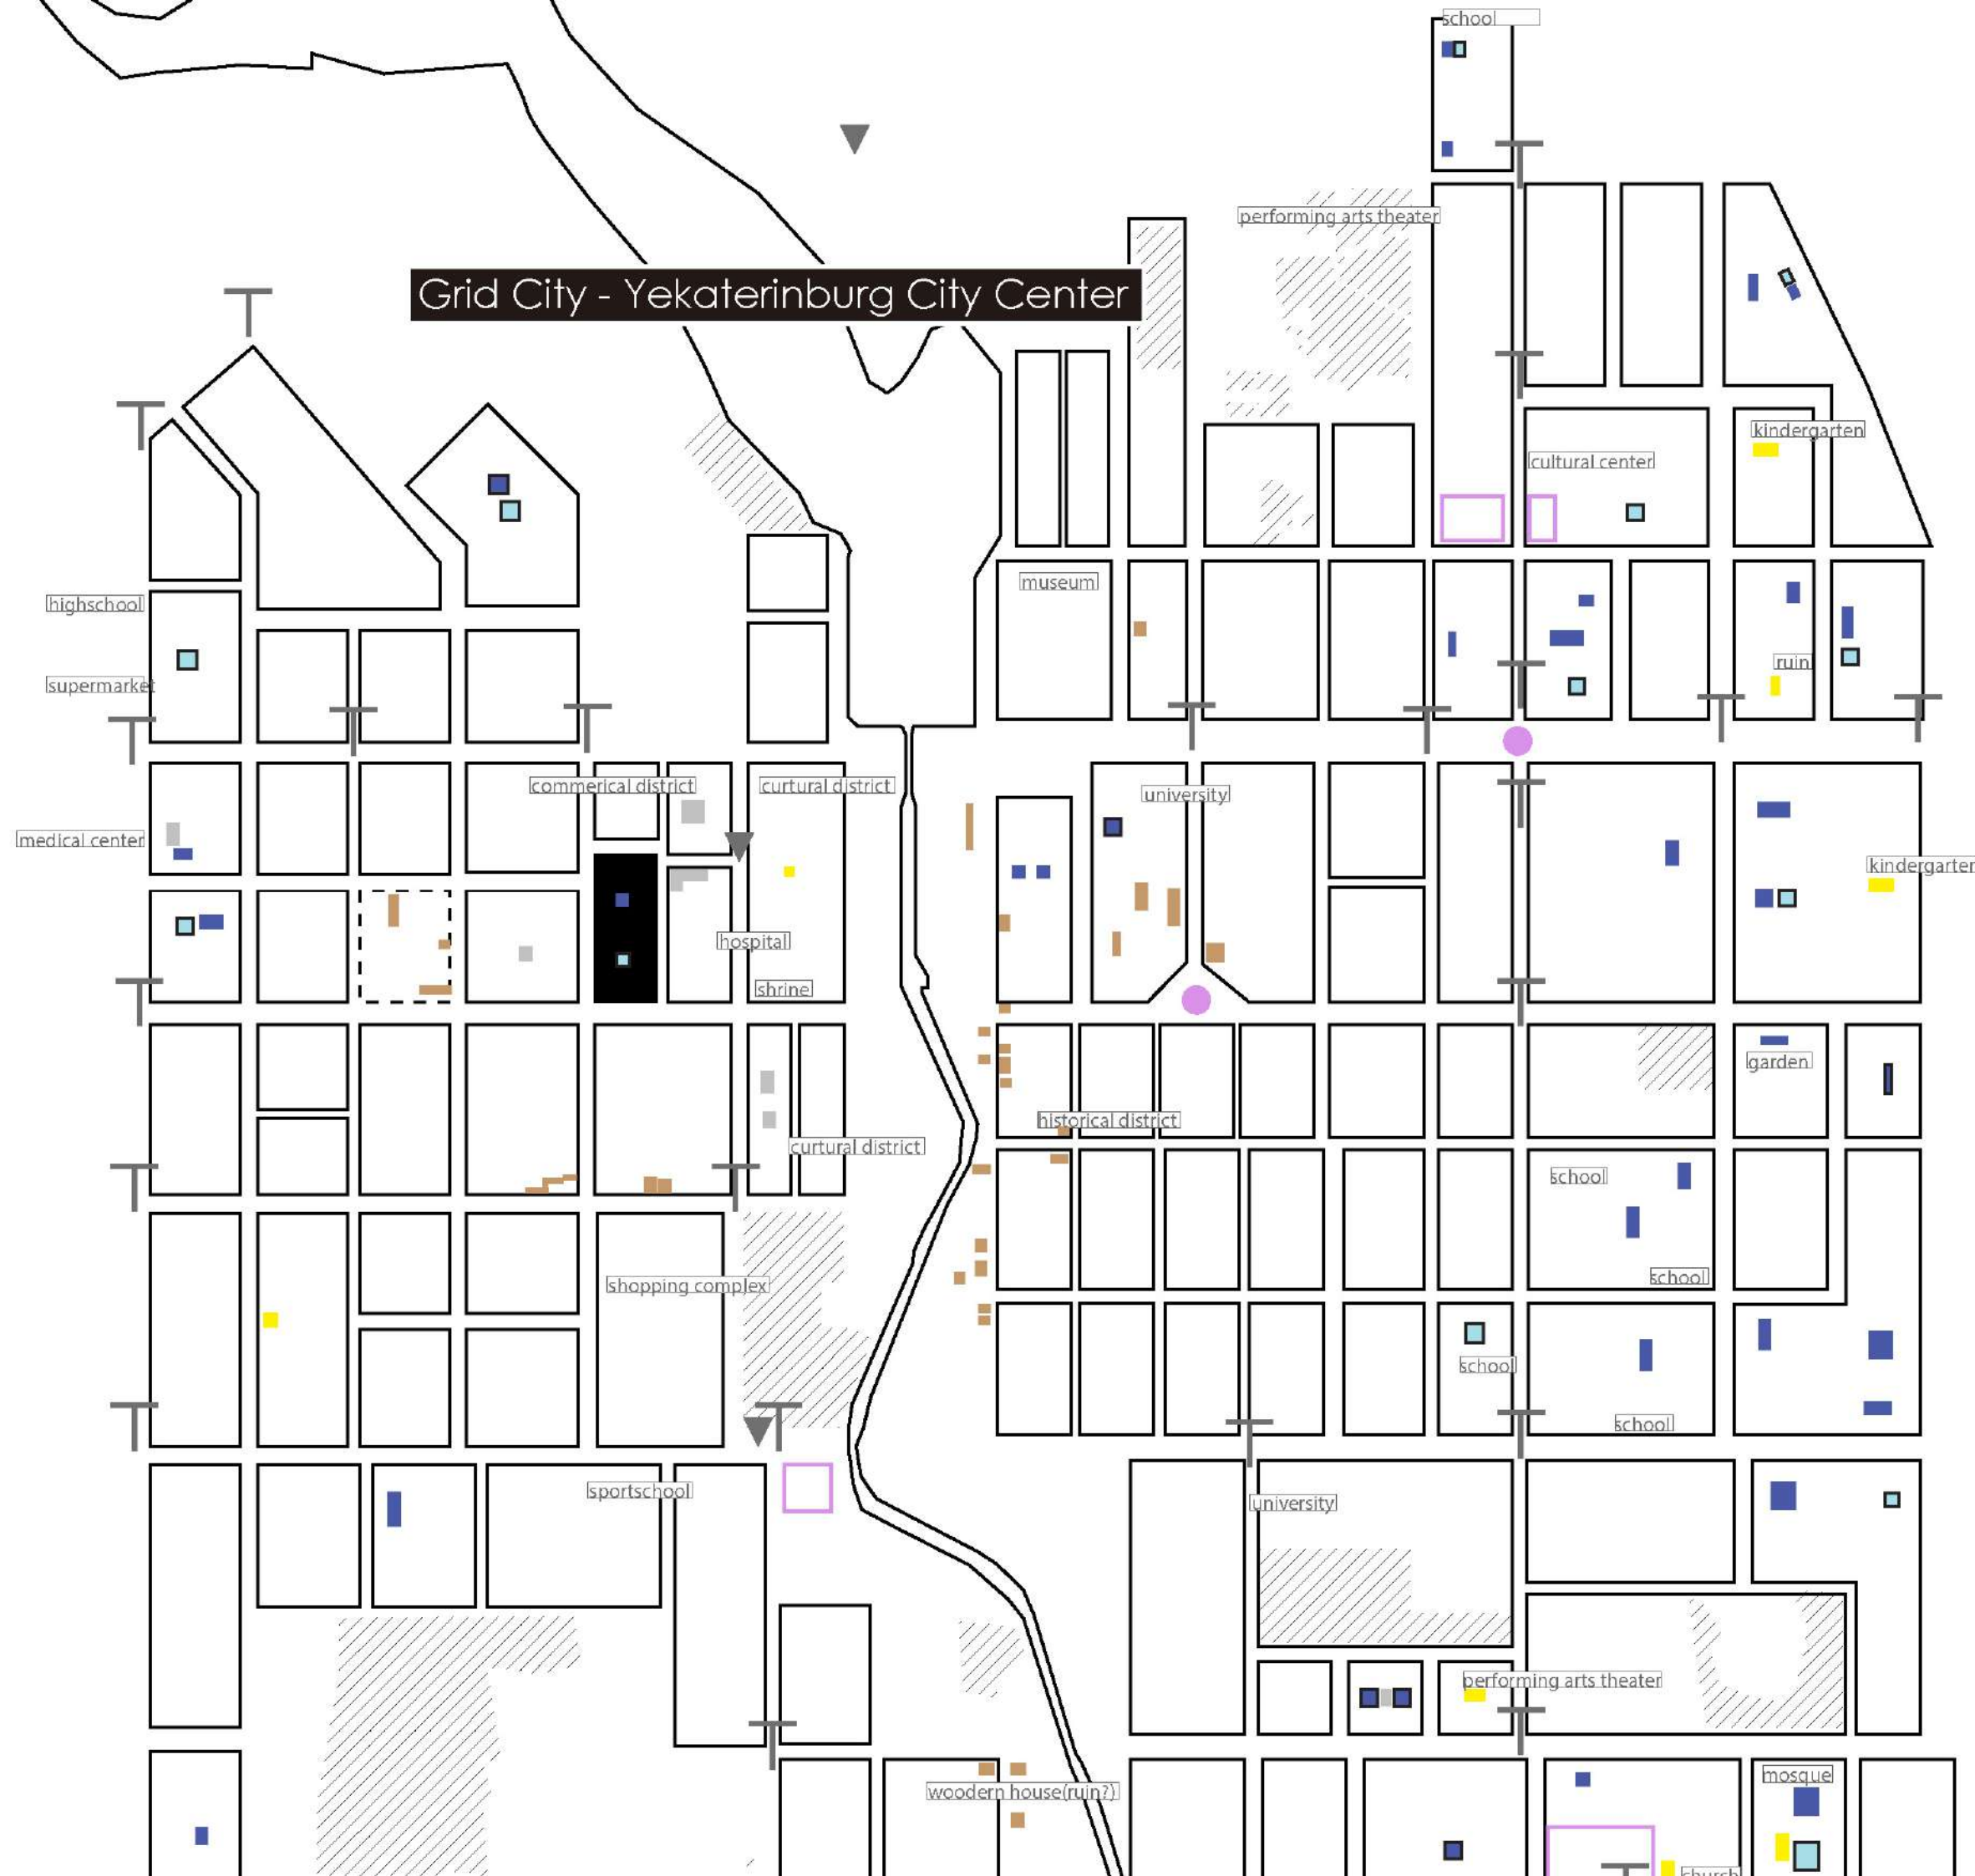 school
performing arts theater
Grid City - Yekaterinburg City Center
kindergarten
cultural center
museum
highschool
ruin
supermarket
commerical district
curtural district
university
medical center
kindergarten
hospital
shrine
garden
historical district
curtural district
school
school
shopping complex
school
school
sportschool
university
performing arts theater
mosque
woodern house(ruin?)
church